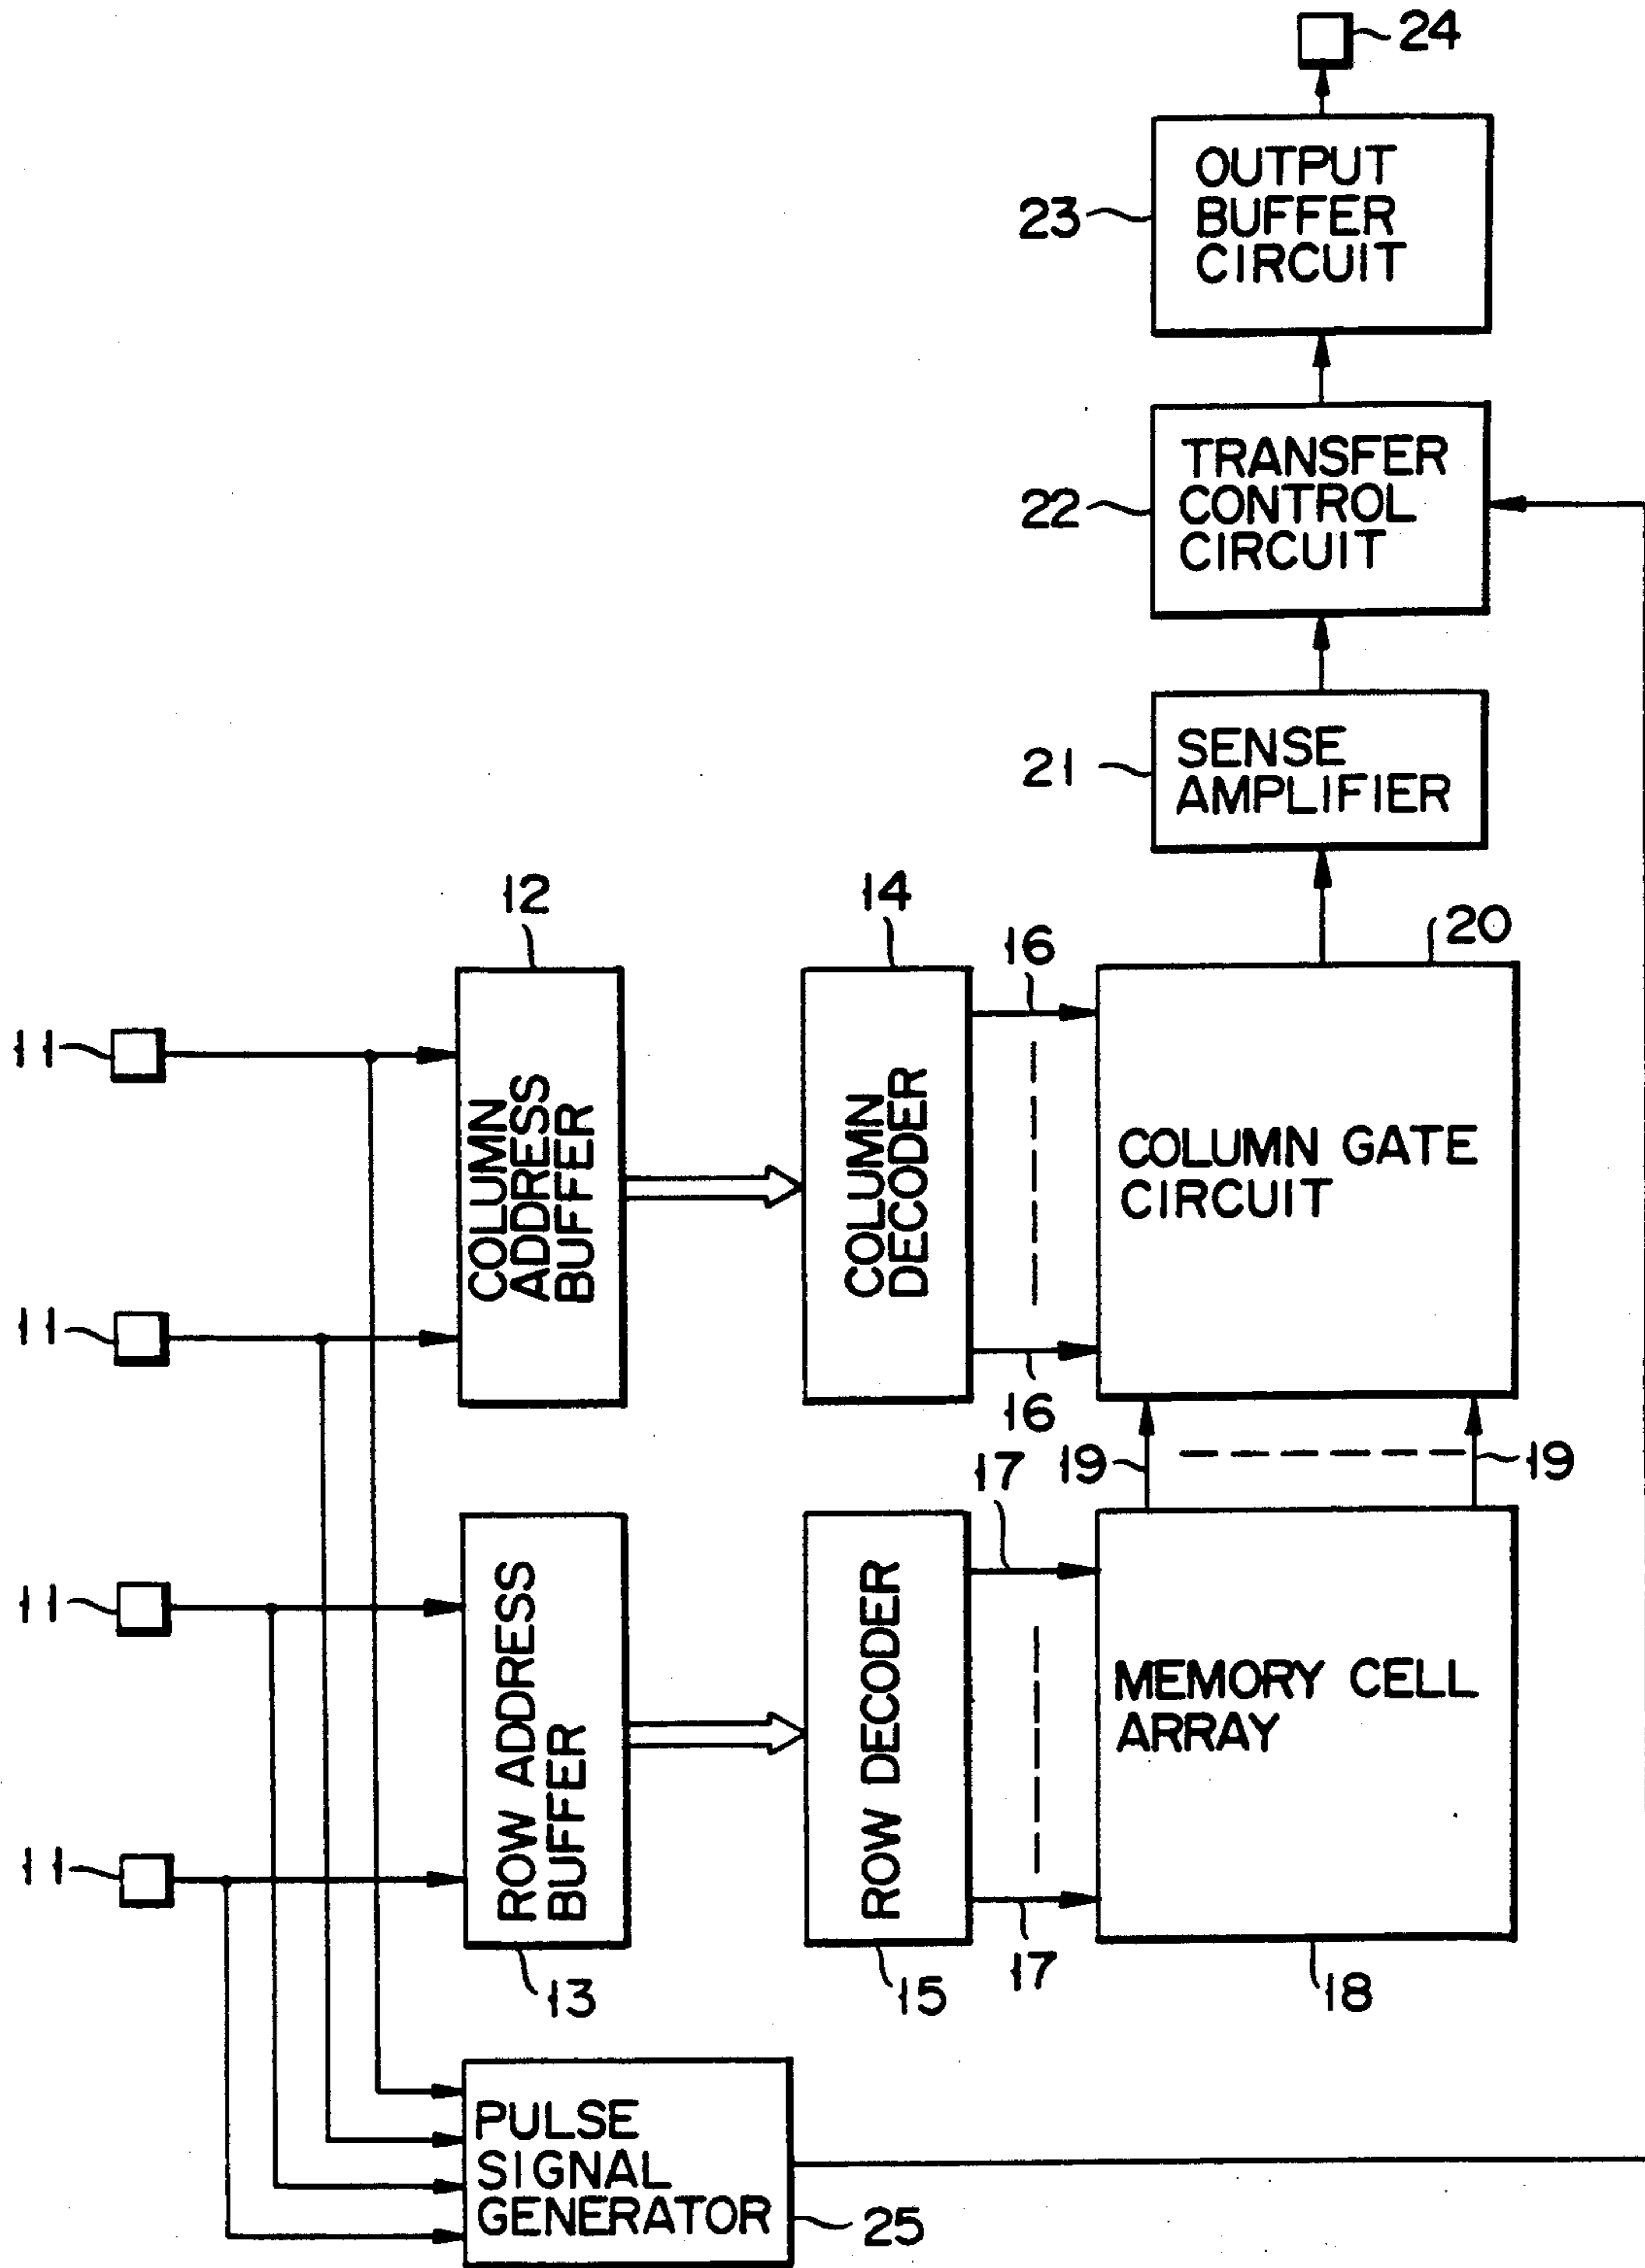 24
OUTPUT
BUFFER
CIRCUIT
23
TRANSFER
CONTROL
CIRCUIT
22
SENSE
AMPLIFIER
21
12
14
16
20
11
COLUMN
ADDRESS
BUFFER
COLUMN
DECODER
COLUMN GATE
CIRCUIT
11
16
17
19
19
11
ROW ADDRESS
BUFFER
ROW DECODER
MEMORY CELL
ARRAY
11
13
15
17
18
PULSE
SIGNAL
GENERATOR
25